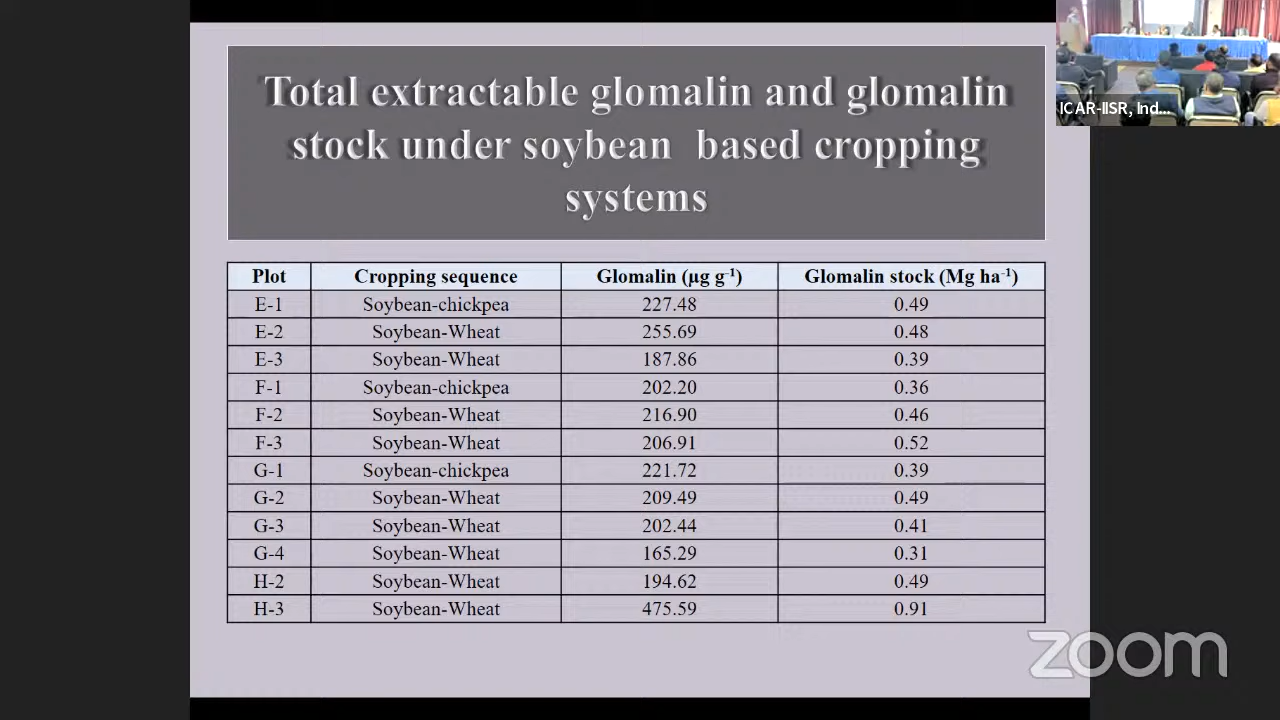 Total extractable glomalin and glomalin
stock under soybean based cropping
systems
ICAR-IISR, Ind...
Plot Cropping sequence Glomalin (µg g⁻¹) Glomalin stock (Mg ha⁻¹)
E-1 Soybean-chickpea 227.48 0.49
E-2 Soybean-Wheat 255.69 0.48
E-3 Soybean-Wheat 187.86 0.39
F-1 Soybean-chickpea 202.20 0.36
F-2 Soybean-Wheat 216.90 0.46
F-3 Soybean-Wheat 206.91 0.52
G-1 Soybean-chickpea 221.72 0.39
G-2 Soybean-Wheat 209.49 0.49
G-3 Soybean-Wheat 202.44 0.41
G-4 Soybean-Wheat 165.29 0.31
H-2 Soybean-Wheat 194.62 0.49
H-3 Soybean-Wheat 475.59 0.91
zoom